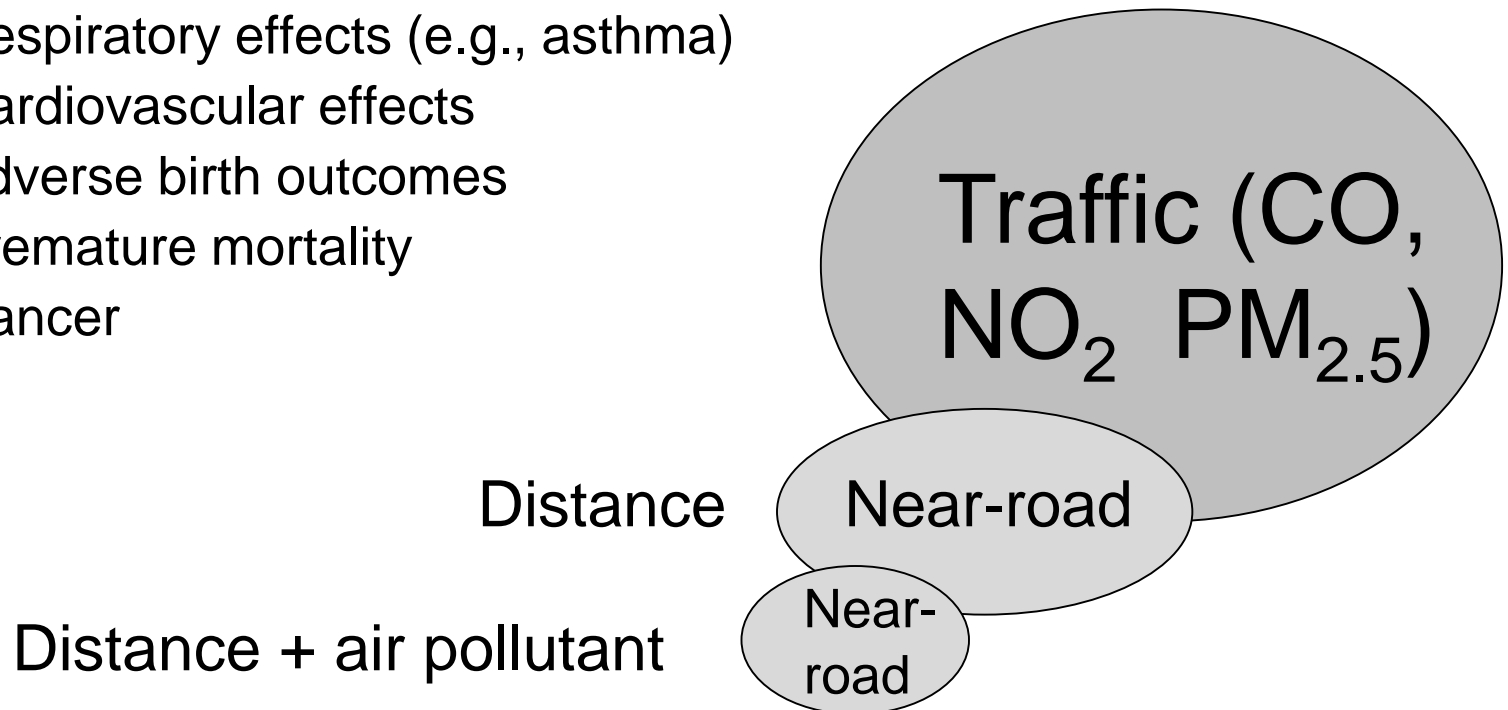 espiratory effects (e.g., asthma)
ardiovascular effects
dverse birth outcomes
remature mortality
ancer
Traffic (CO,
NO₂ PM₂.₅)
Distance
Near-road
Distance + air pollutant
Near-
road